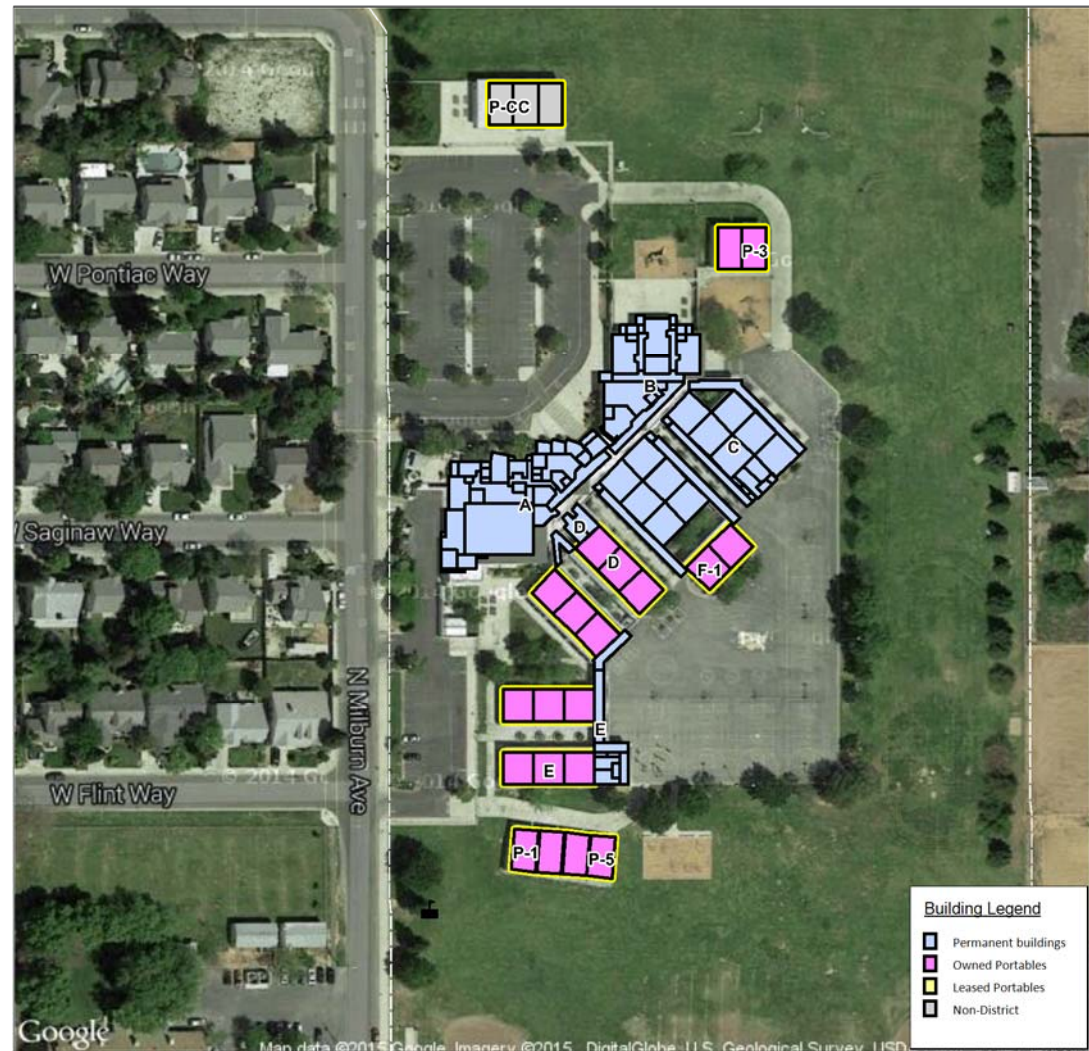 P-CC
W Pontiac Way
P-3
B
C
A
Saginaw Way
D
D
F-1
N Milburn Ave
E
E
W Flint Way
P-1
P-5
Building Legend
Permanent buildings
Owned Portables
Leased Portables
Non-District
Google
Map data ©2015 Google, Imagery ©2015, DigitalGlobe, U.S. Geological Survey, USD